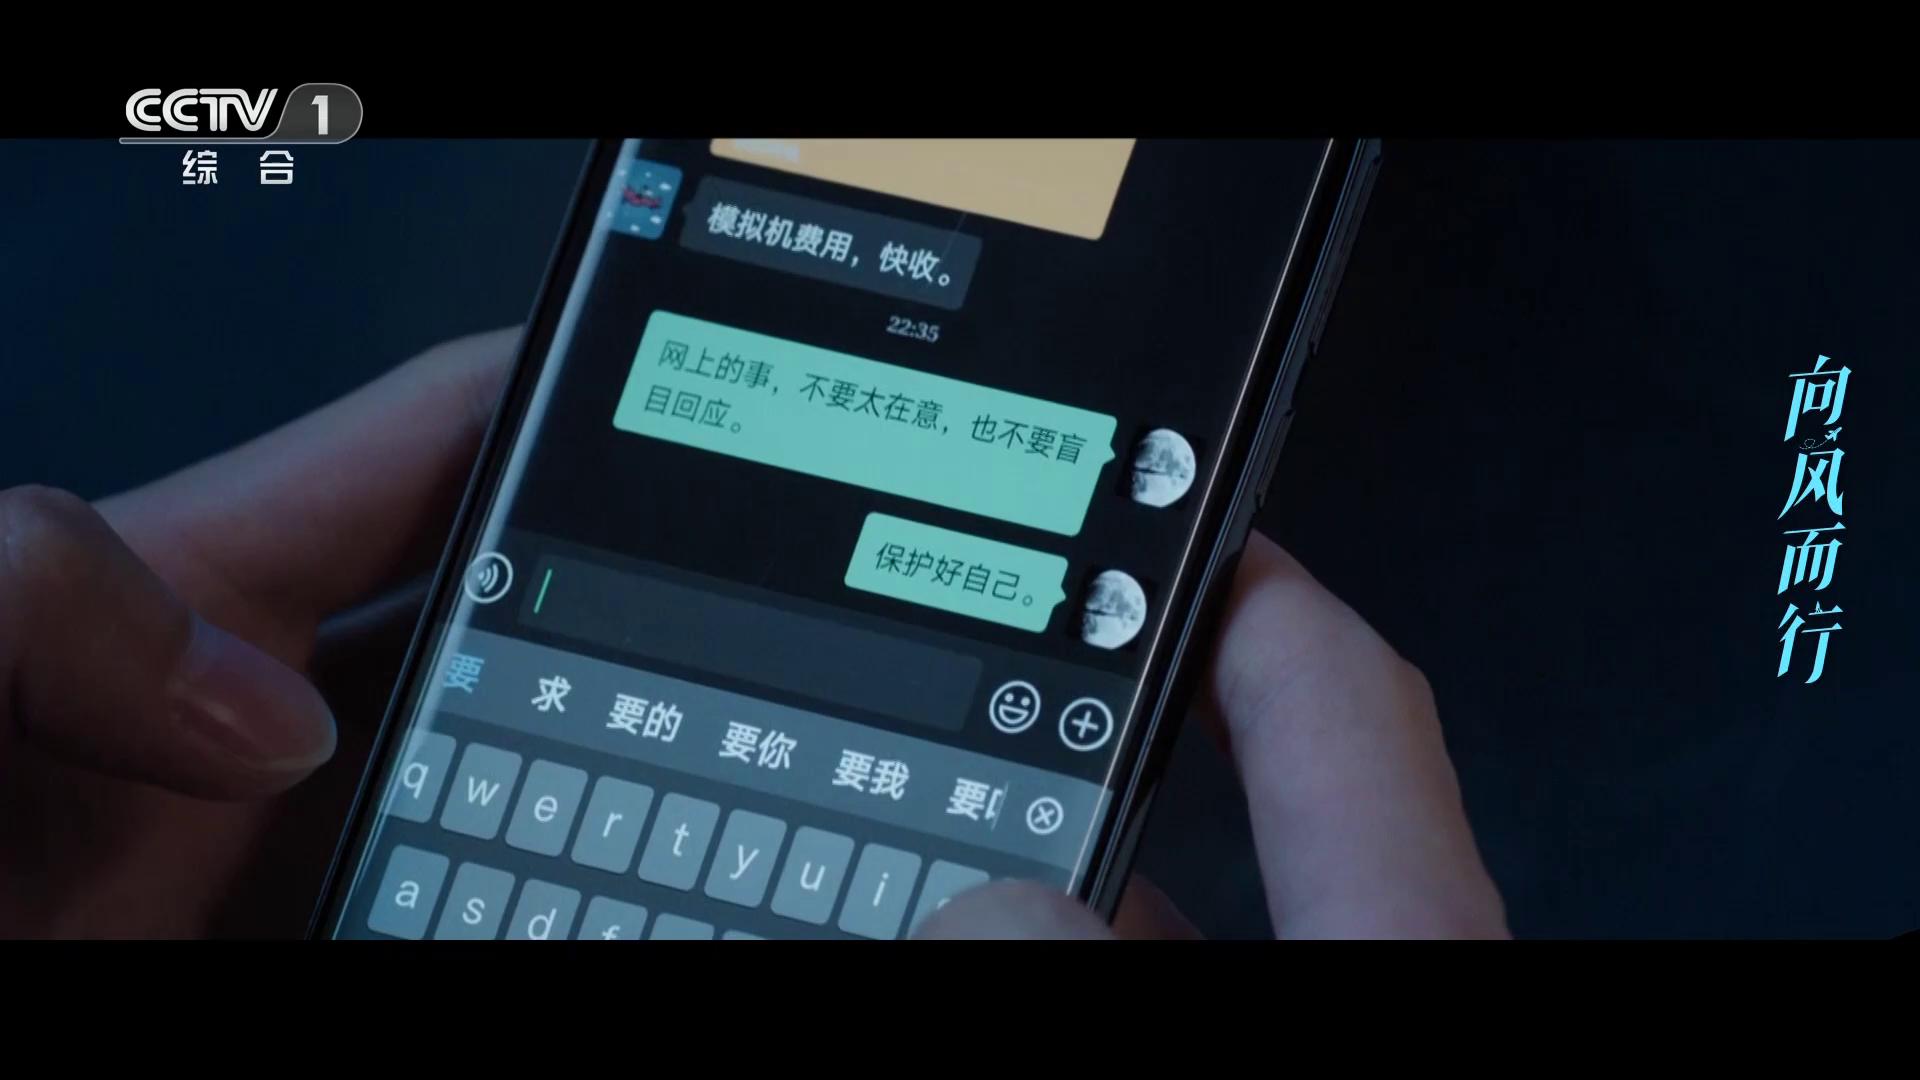 CCTV 1
综合
模拟机费用，快收。
22:35
网上的事，不要太在意，也不要盲
目回应。
保护好自己。
要 求 要的 要你 要我 要
q w e r t y u i
a s d f
向风而行